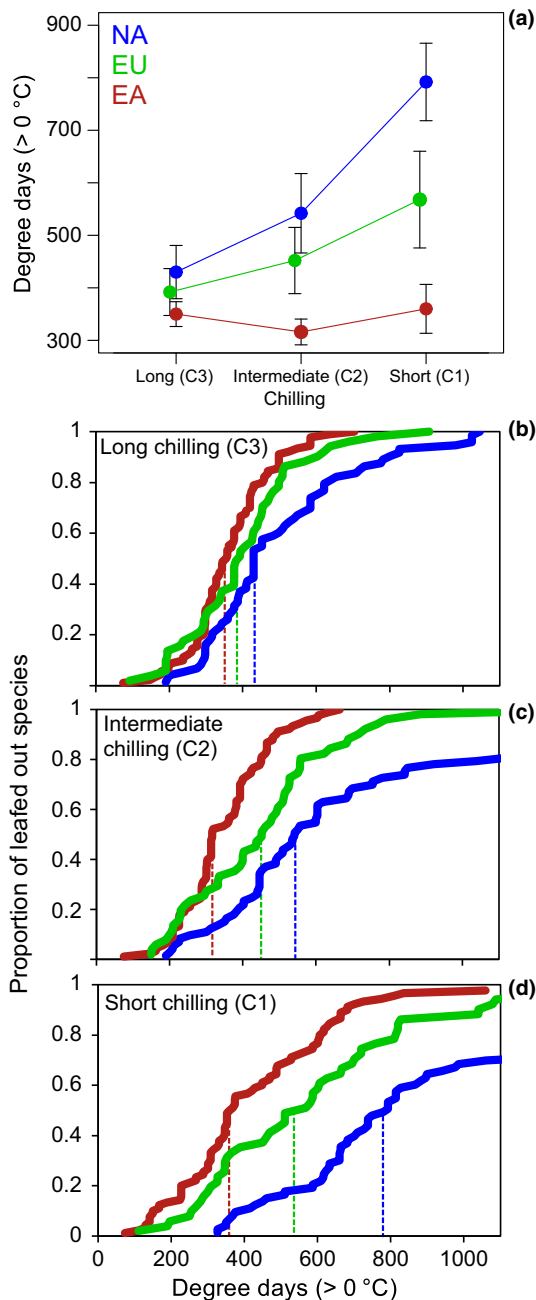 (a)
NA
EU
EA
900
700
500
300
Degree days (> 0 °C)
Long (C3) Intermediate (C2) Short (C1)
Chilling
(b)
Long chilling (C3)
1
0.8
0.6
0.4
0.2
(c)
Intermediate
chilling (C2)
1
0.8
0.6
0.4
0.2
Proportion of leafed out species
(d)
Short chilling (C1)
1
0.8
0.6
0.4
0.2
0
0 200 400 600 800 1000
Degree days (> 0 °C)